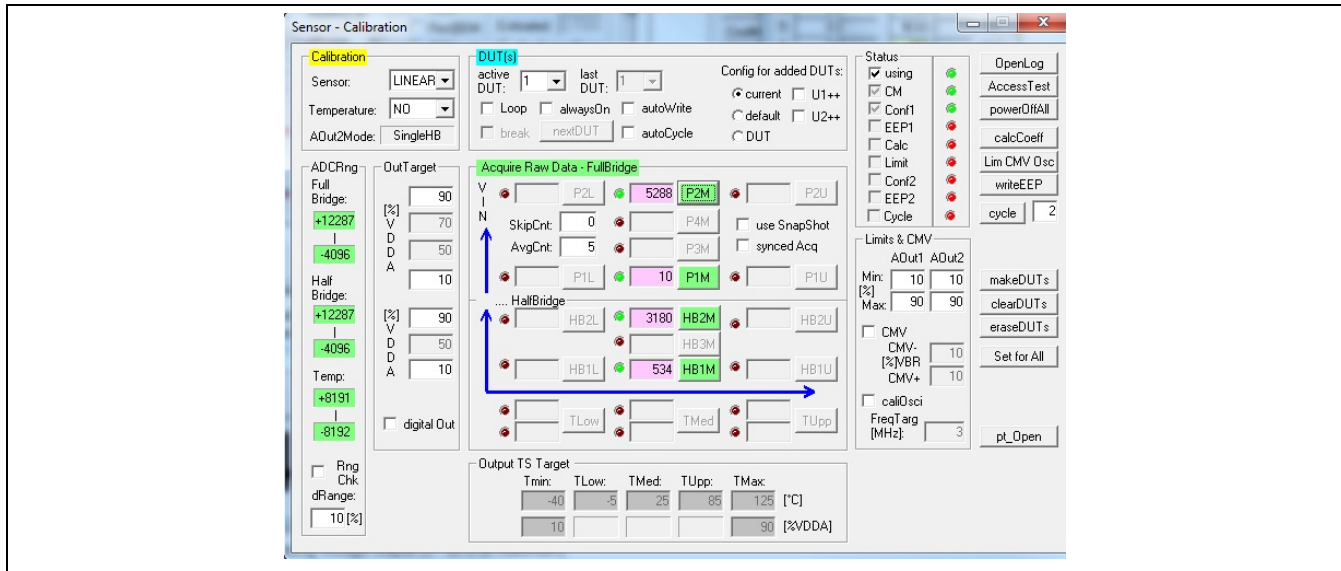 Sensor - Calibration
Calibration
Sensor: LINEAR
Temperature: NO
AOut2Mode: SingleHB
DUT(s)
active DUT: 1 last DUT: 1
Loop alwaysOn autoWrite
break nextDUT autoCycle
Config for added DUTs:
current U1++
default U2++
DUT
Status
using
CM
Conf1
EEP1
Calc
Limit
Conf2
EEP2
Cycle
OpenLog
AccessTest
powerOffAll
calcCoeff
Lim CMV Osc
writeEEP
cycle 2
makeDUTs
clearDUTs
eraseDUTs
Set for All
pt_Open
ADCRng
Full Bridge:
+12287
|
-4096
Half Bridge:
+12287
|
-4096
Temp:
+8191
|
-8192
Rng Chk
dRange:
10 [%]
OutTarget
[%] VDDA
90
70
50
10
[%] VDDA
90
50
10
digital Out
Acquire Raw Data - FullBridge
VIN
P2L 5288 P2M P2U
SkipCnt: 0 P4M use SnapShot
AvgCnt: 5 P3M synced Acq
P1L 10 P1M P1U
.... HalfBridge
HB2L 3180 HB2M HB2U
HB3M
HB1L 534 HB1M HB1U
TLow TMed TUpp
Limits & CMV
AOut1 AOut2
Min: 10 10
[%]
Max: 90 90
CMV
CMV- 10
[%]VBR
CMV+ 10
caliOsci
FreqTarg [MHz]: 3
Output TS Target
Tmin: TLow: TMed: TUpp: TMax:
-40 -5 25 85 125 [°C]
10 90 [%VDDA]